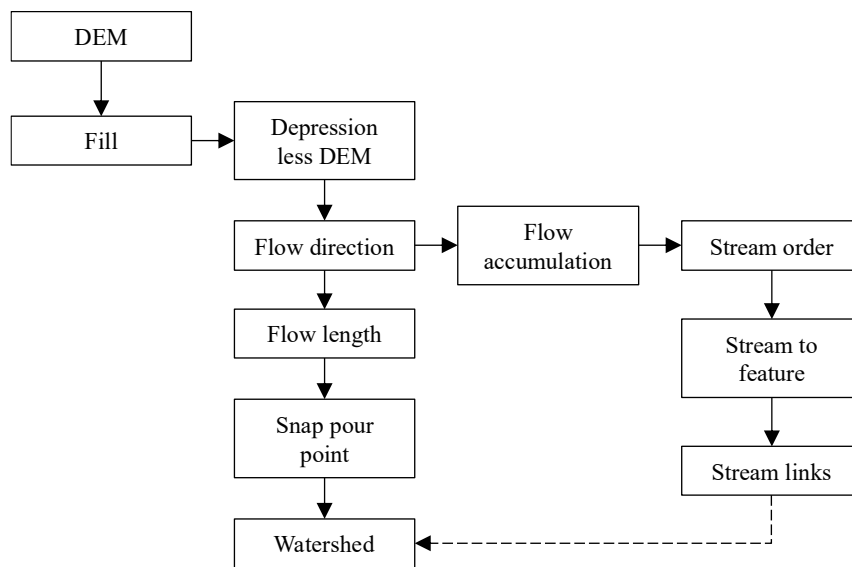 DEM
Fill
Depression
less DEM
Flow direction
Flow
accumulation
Stream order
Flow length
Stream to
feature
Snap pour
point
Stream links
Watershed